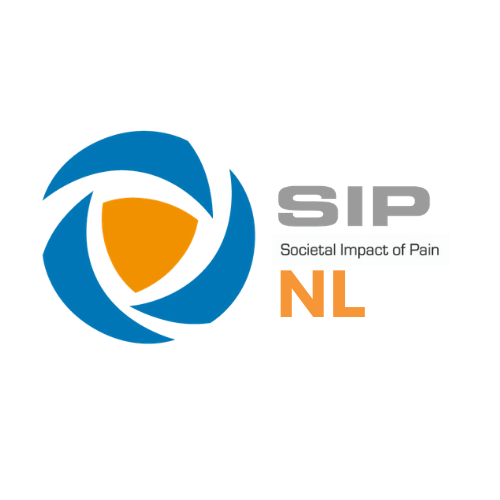 SIP
Societal Impact of Pain
NL